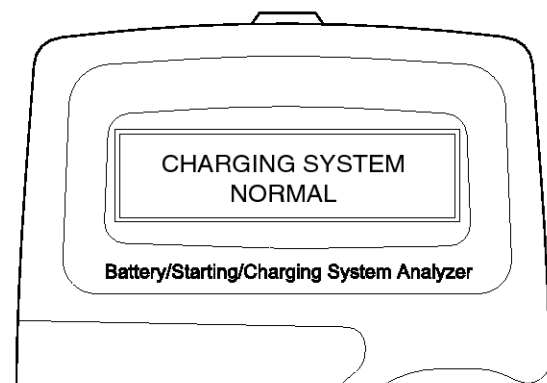 CHARGING SYSTEM
NORMAL
Battery/Starting/Charging System Analyzer